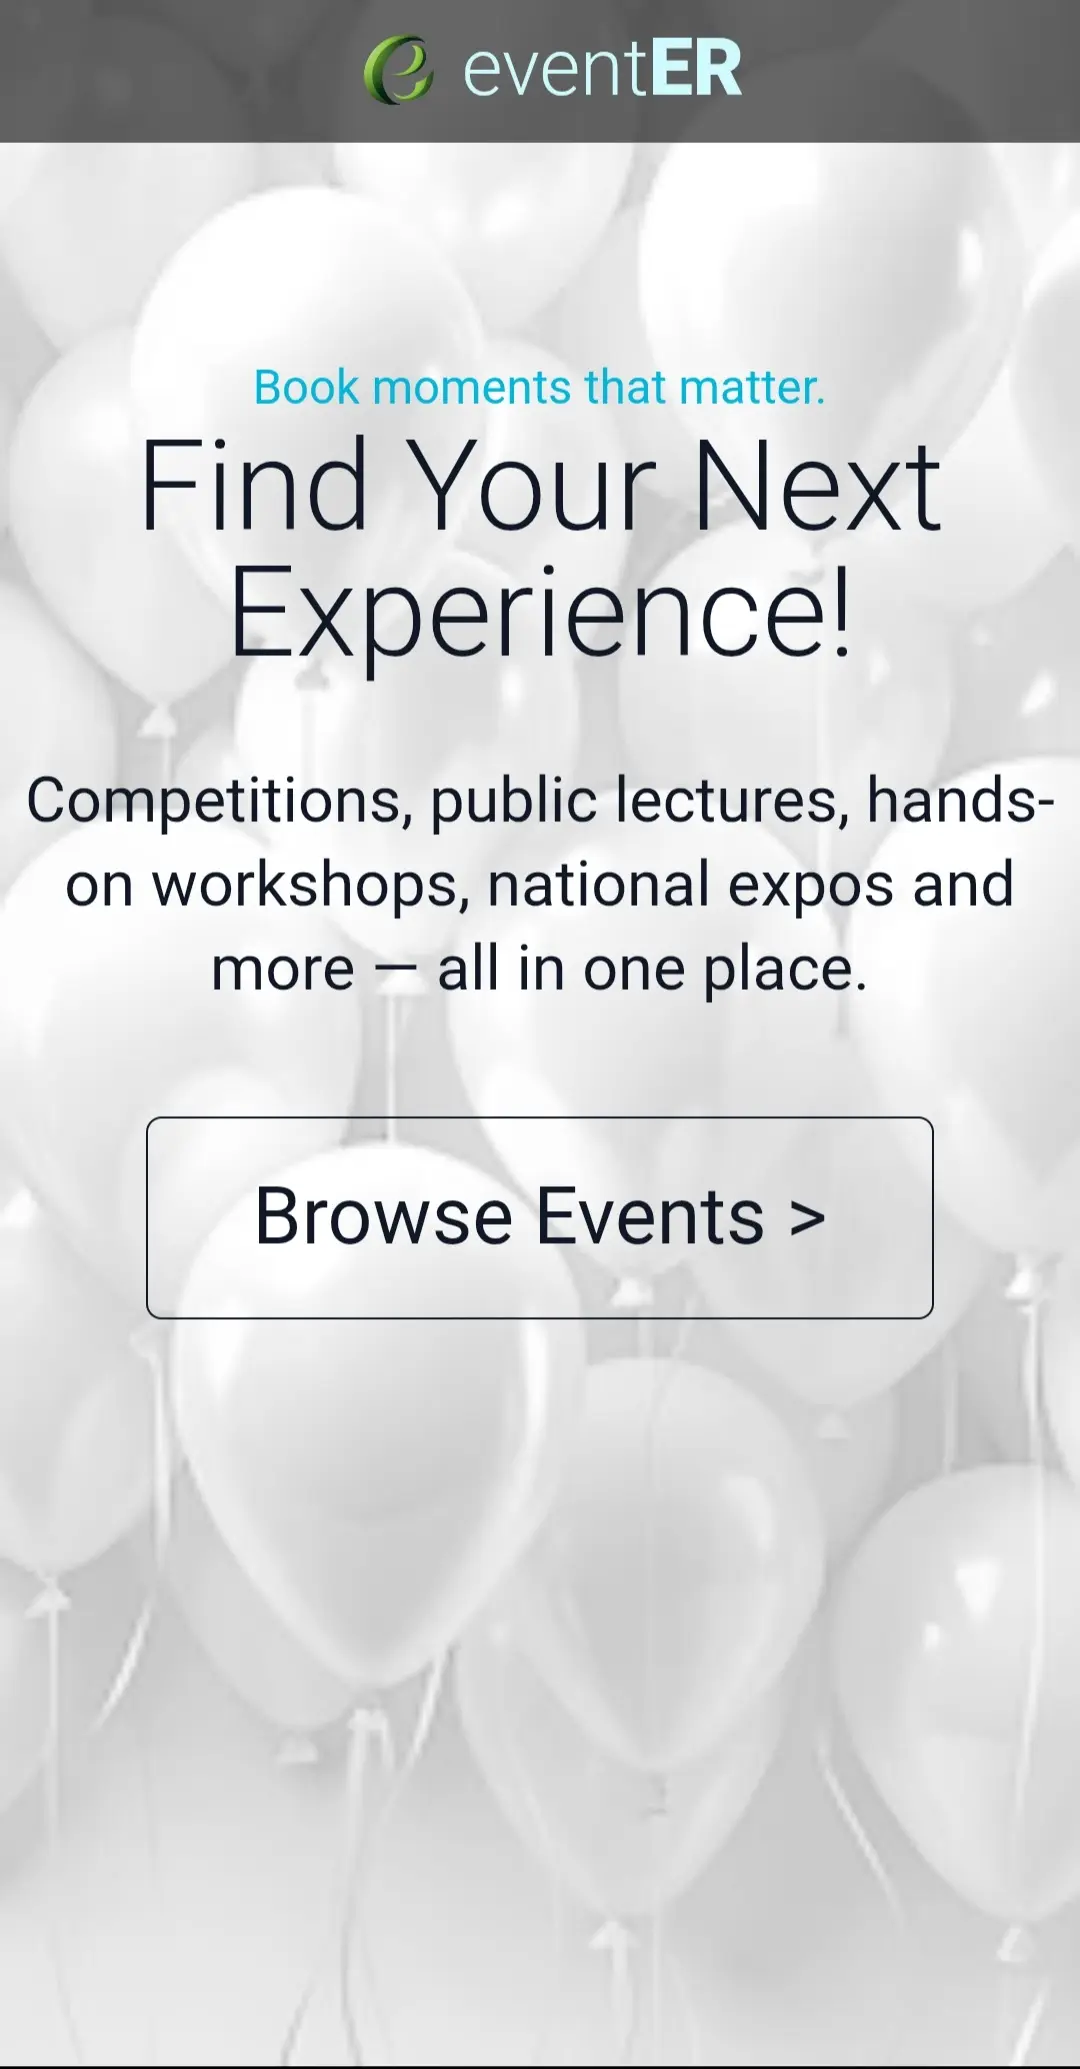 eventER
Book moments that matter.
Find Your Next
Experience!
Competitions, public lectures, hands-
on workshops, national expos and
more — all in one place.
Browse Events >